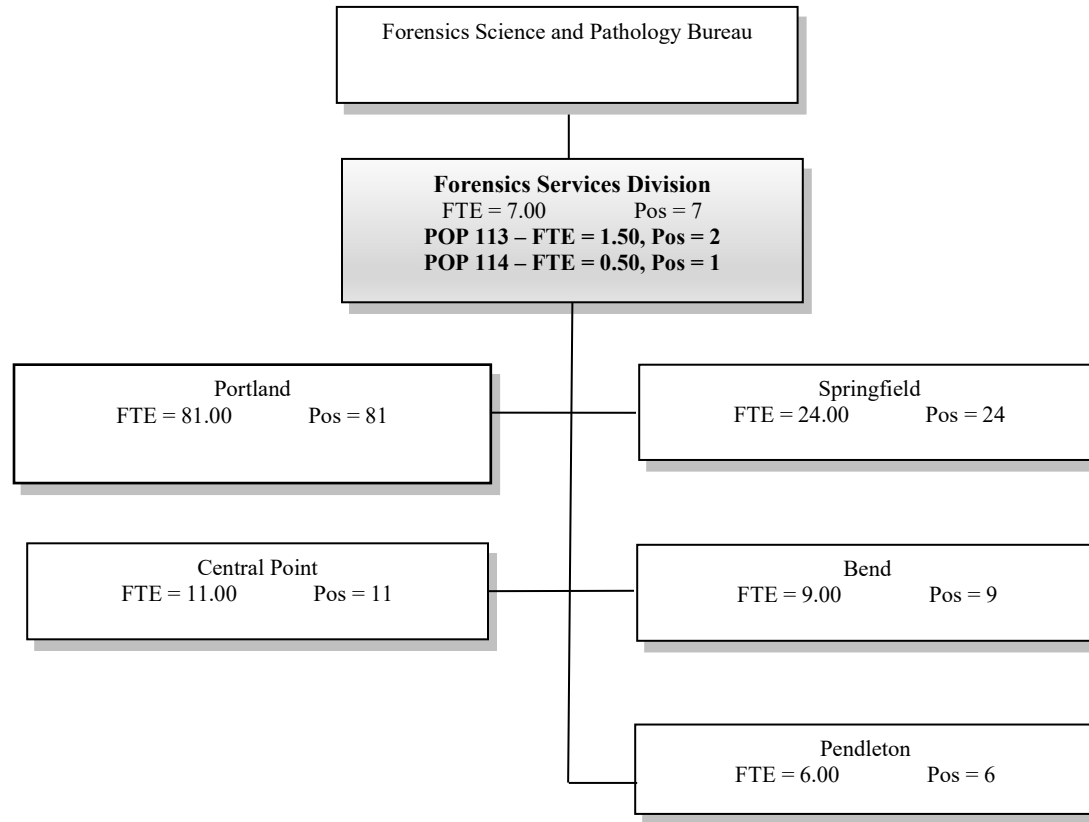 Forensics Science and Pathology Bureau
Forensics Services Division
FTE = 7.00 Pos = 7
POP 113 – FTE = 1.50, Pos = 2
POP 114 – FTE = 0.50, Pos = 1
Portland
FTE = 81.00 Pos = 81
Springfield
FTE = 24.00 Pos = 24
Central Point
FTE = 11.00 Pos = 11
Bend
FTE = 9.00 Pos = 9
Pendleton
FTE = 6.00 Pos = 6